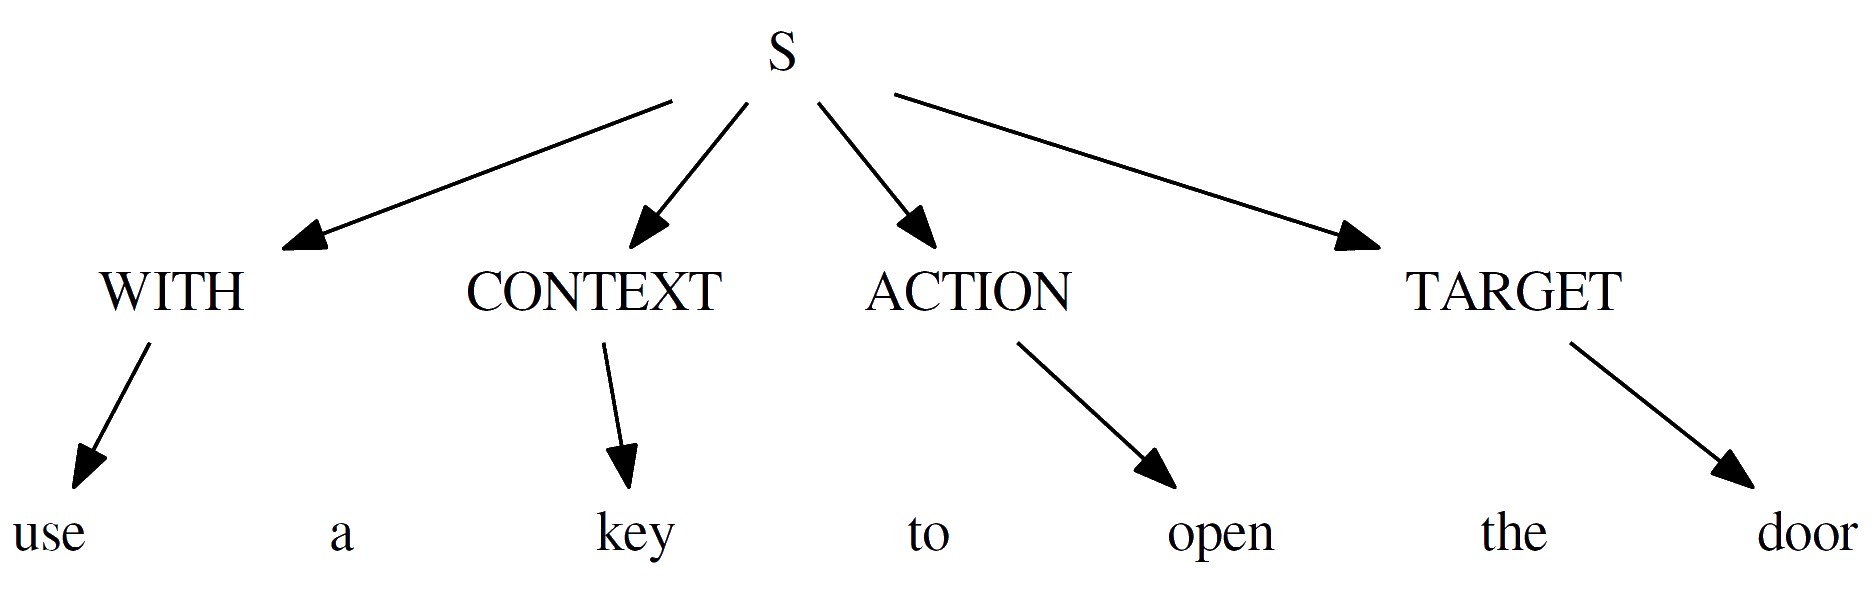 S
WITH CONTEXT ACTION TARGET
use a key to open the door